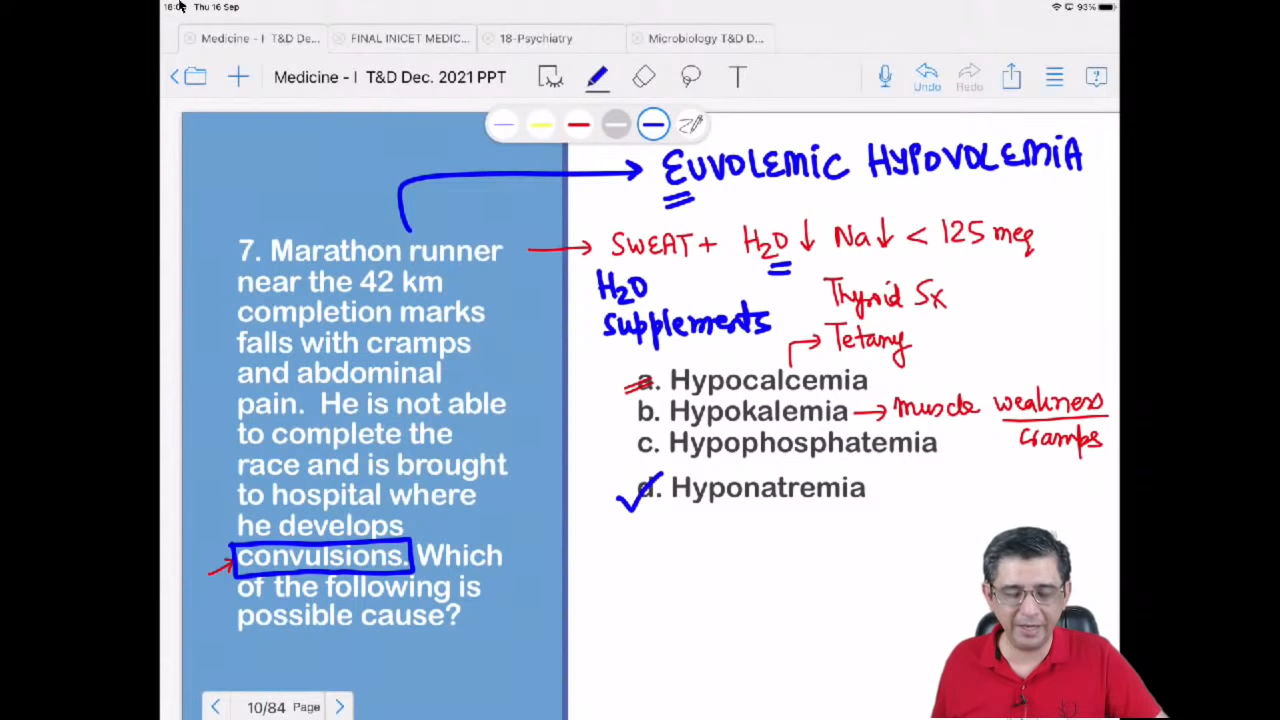 Thu 16 Sep
93%
Medicine - I T&D De...
FINAL INICET MEDIC...
18-Psychiatry
Microbiology T&D D...
Medicine - I T&D Dec. 2021 PPT
T
Undo
Redo
EUVOLEMIC HYPOVOLEMIA
7. Marathon runner
near the 42 km
completion marks
falls with cramps
and abdominal
pain. He is not able
to complete the
race and is brought
to hospital where
he develops
convulsions. Which
of the following is
possible cause?
SWEAT + H2O ↓ Na ↓ < 125 meq
H2O
supplements
Thyroid Sx
→ Tetany
a. Hypocalcemia
b. Hypokalemia → muscle weakness
cramps
c. Hypophosphatemia
d. Hyponatremia
10/84 Page